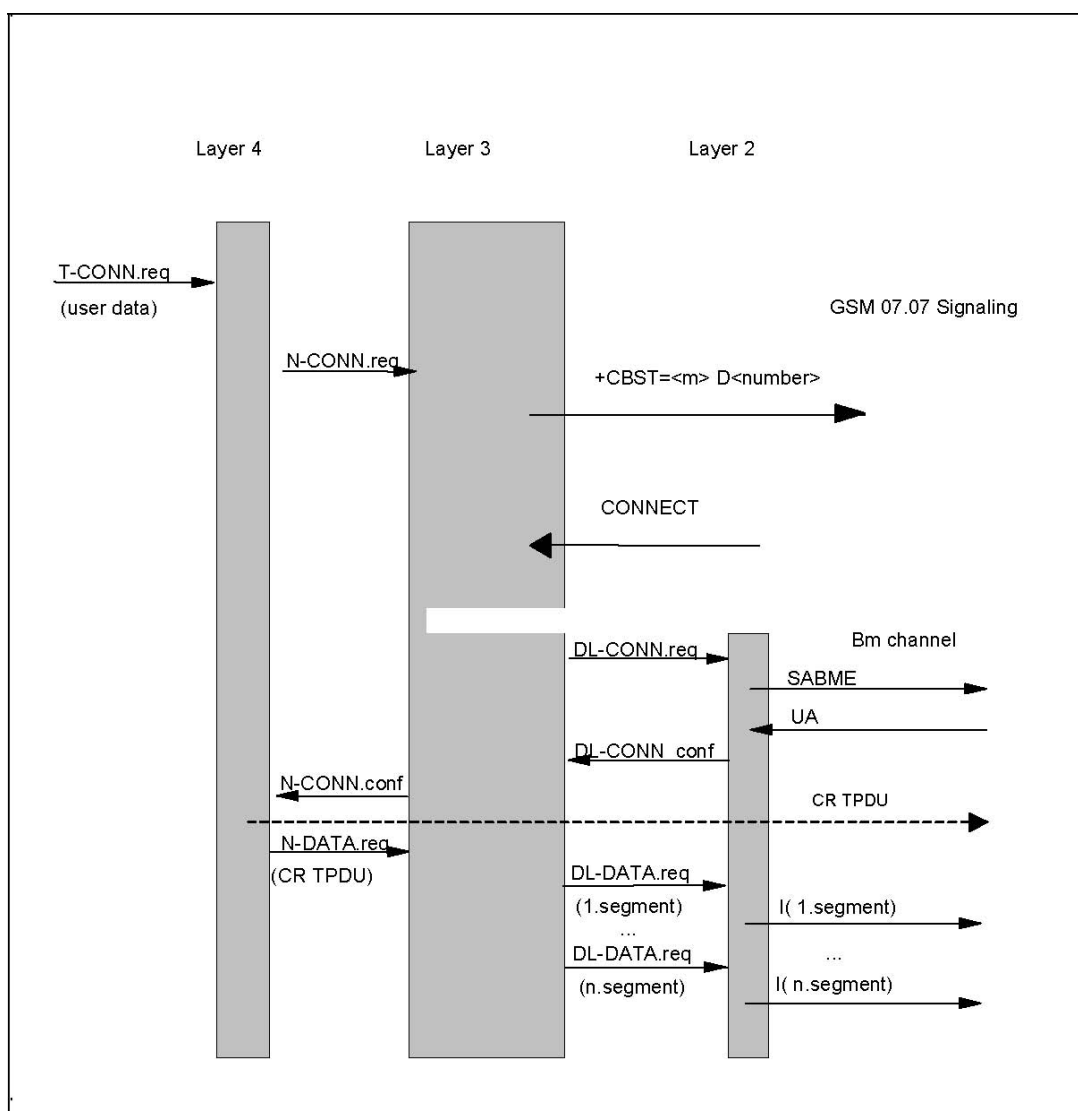 Layer 4
Layer 3
Layer 2
T-CONN.req
(user data)
GSM 07.07 Signaling
N-CONN.req
+CBST=<m> D<number>
CONNECT
DL-CONN.req
Bm channel
SABME
UA
DL-CONN conf
N-CONN.conf
CR TPDU
N-DATA.req
(CR TPDU)
DL-DATA.req
(1.segment)
I( 1.segment)
...
DL-DATA.req
...
(n.segment)
I( n.segment)